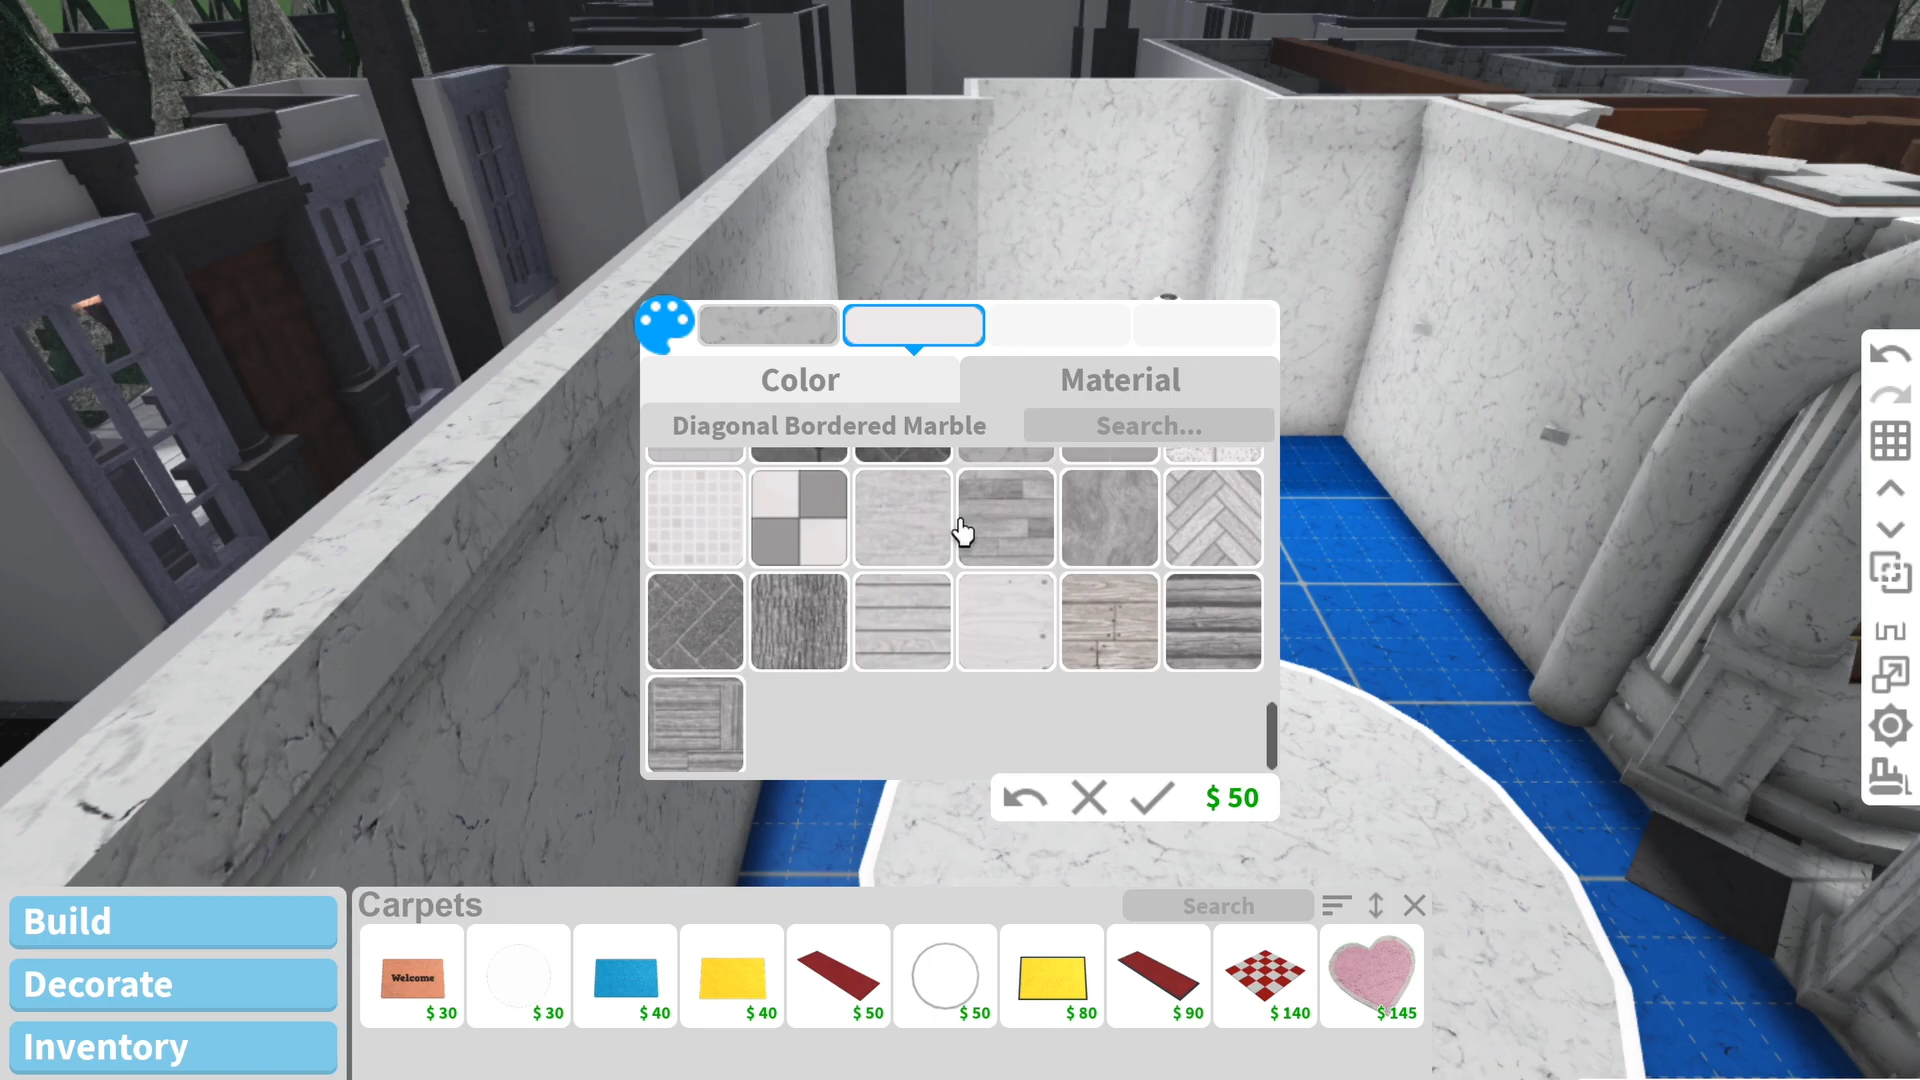 Color
Material
Diagonal Bordered Marble
Search...
$ 50
Build
Decorate
Inventory
Carpets
Search
Welcome
$ 30
$ 30
$ 40
$ 40
$ 50
$ 50
$ 80
$ 90
$ 140
$ 145